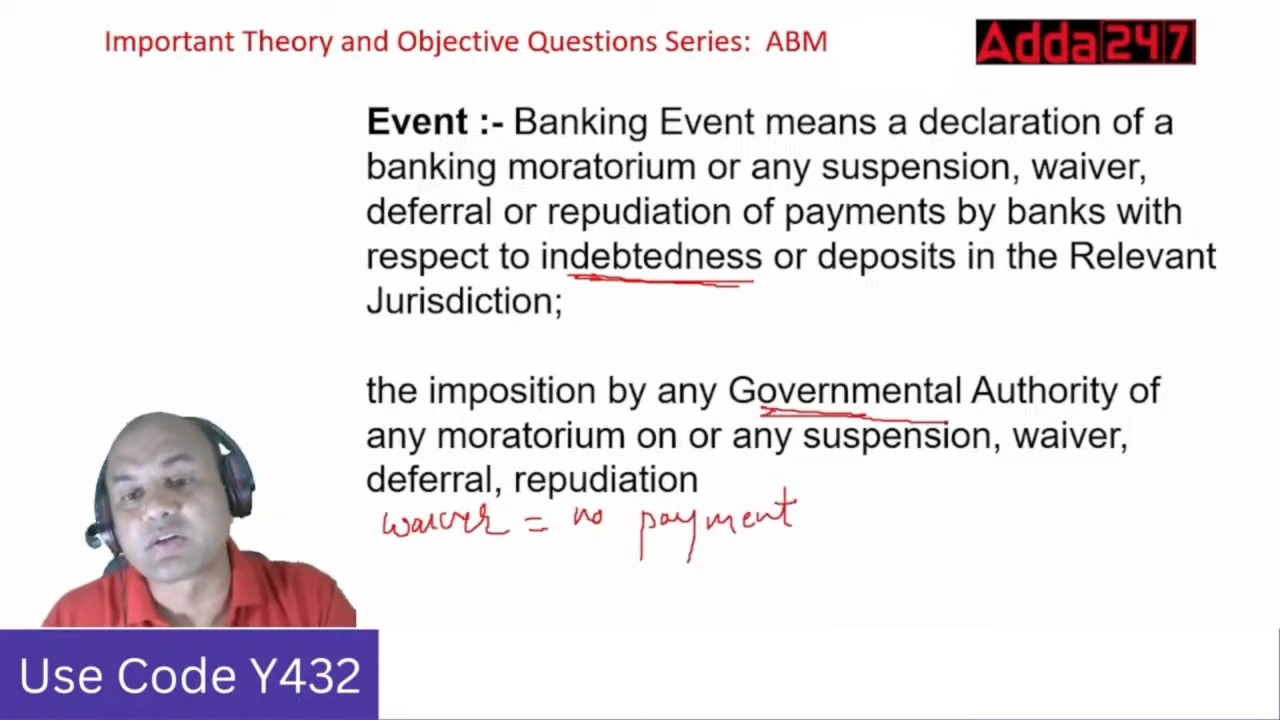 Important Theory and Objective Questions Series: ABM
Adda 247
Event :- Banking Event means a declaration of a
banking moratorium or any suspension, waiver,
deferral or repudiation of payments by banks with
respect to indebtedness or deposits in the Relevant
Jurisdiction;
the imposition by any Governmental Authority of
any moratorium on or any suspension, waiver,
deferral, repudiation
waiver = no payment
Use Code Y432